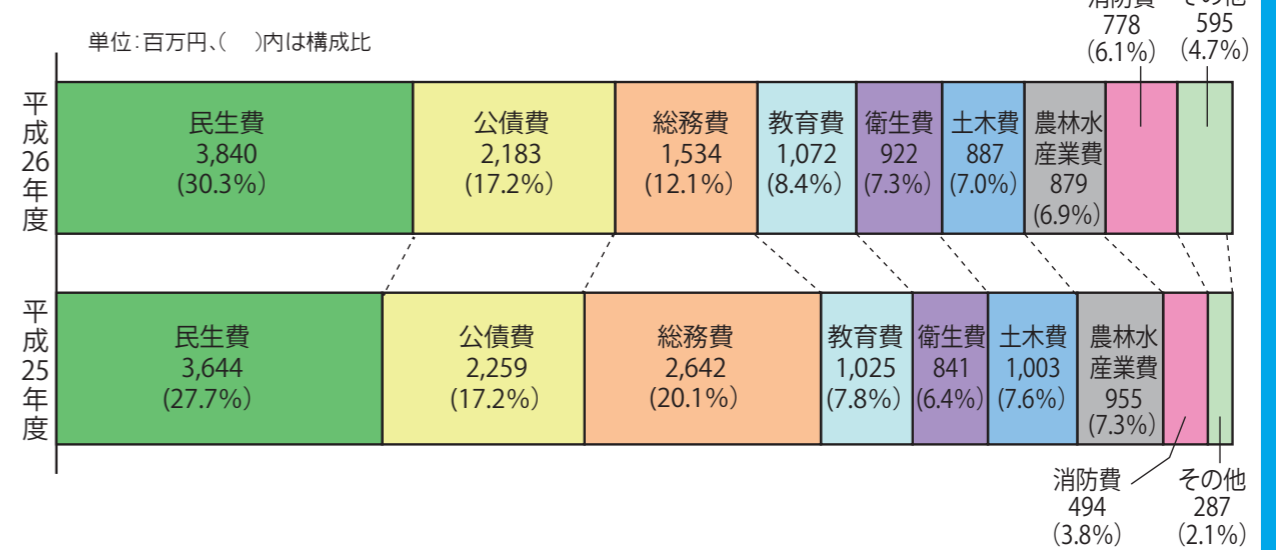 消防費
778
(6.1%)
その他
595
(4.7%)
単位:百万円、( )内は構成比
平成26年度
民生費
3,840
(30.3%)
公債費
2,183
(17.2%)
総務費
1,534
(12.1%)
教育費
1,072
(8.4%)
衛生費
922
(7.3%)
土木費
887
(7.0%)
農林水
産業費
879
(6.9%)
平成25年度
民生費
3,644
(27.7%)
公債費
2,259
(17.2%)
総務費
2,642
(20.1%)
教育費
1,025
(7.8%)
衛生費
841
(6.4%)
土木費
1,003
(7.6%)
農林水
産業費
955
(7.3%)
消防費
494
(3.8%)
その他
287
(2.1%)